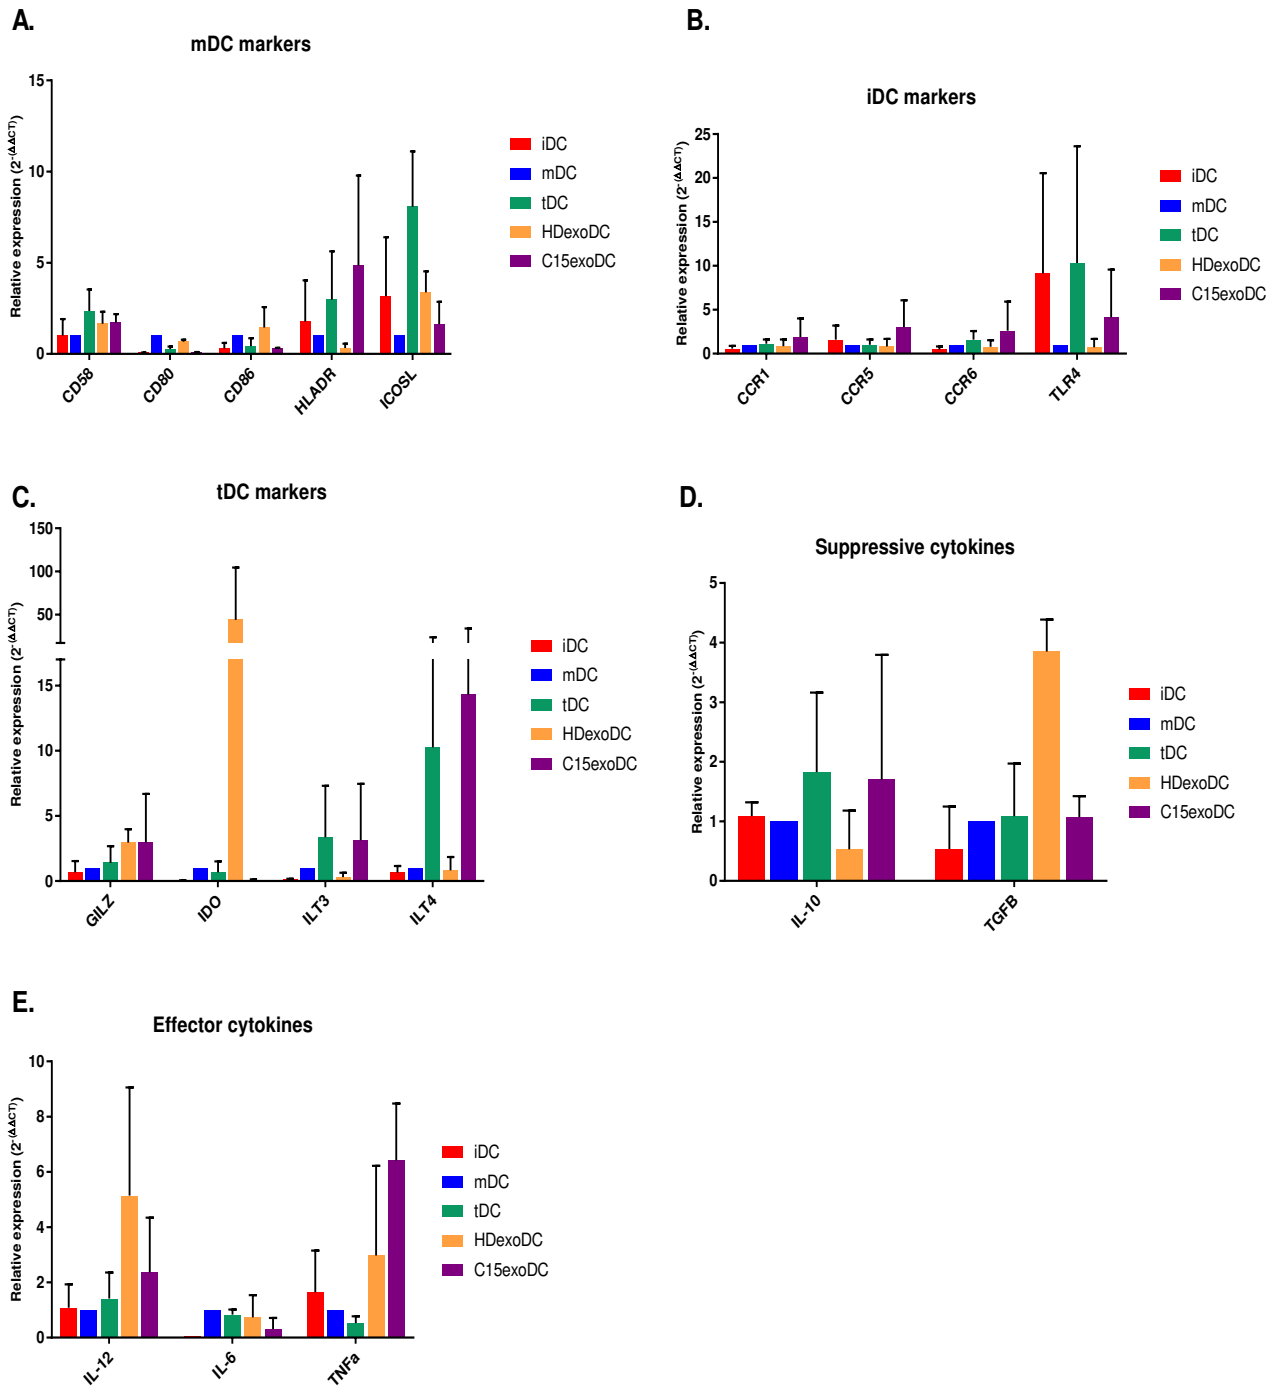 A.
mDC markers
Relative expression (2^-(ΔΔCT))
15
10
5
0
CD58
CD80
CD86
HLADR
ICOSL
iDC
mDC
tDC
HDexoDC
C15exoDC
B.
iDC markers
Relative expression (2^-(ΔΔCT))
25
20
15
10
5
0
CCR1
CCR5
CCR6
TLR4
iDC
mDC
tDC
HDexoDC
C15exoDC
C.
tDC markers
Relative expression (2^-(ΔΔCT))
150
100
50
15
10
5
0
GILZ
IDO
ILT3
ILT4
iDC
mDC
tDC
HDexoDC
C15exoDC
D.
Suppressive cytokines
Relative expression (2^-(ΔΔCT))
5
4
3
2
1
0
IL-10
TGFB
iDC
mDC
tDC
HDexoDC
C15exoDC
E.
Effector cytokines
Relative expression (2^-(ΔΔCT))
10
8
6
4
2
0
IL-12
IL-6
TNFa
iDC
mDC
tDC
HDexoDC
C15exoDC